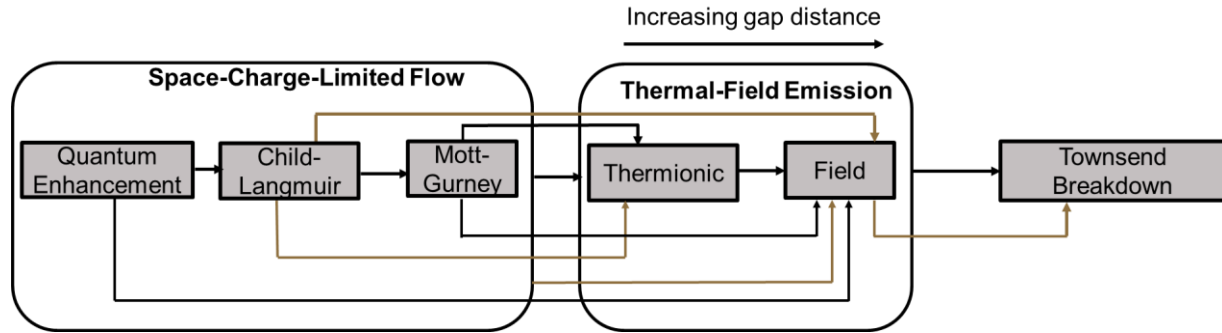 Increasing gap distance
Space-Charge-Limited Flow
Thermal-Field Emission
Quantum
Enhancement
Child-
Langmuir
Mott-
Gurney
Thermionic
Field
Townsend
Breakdown